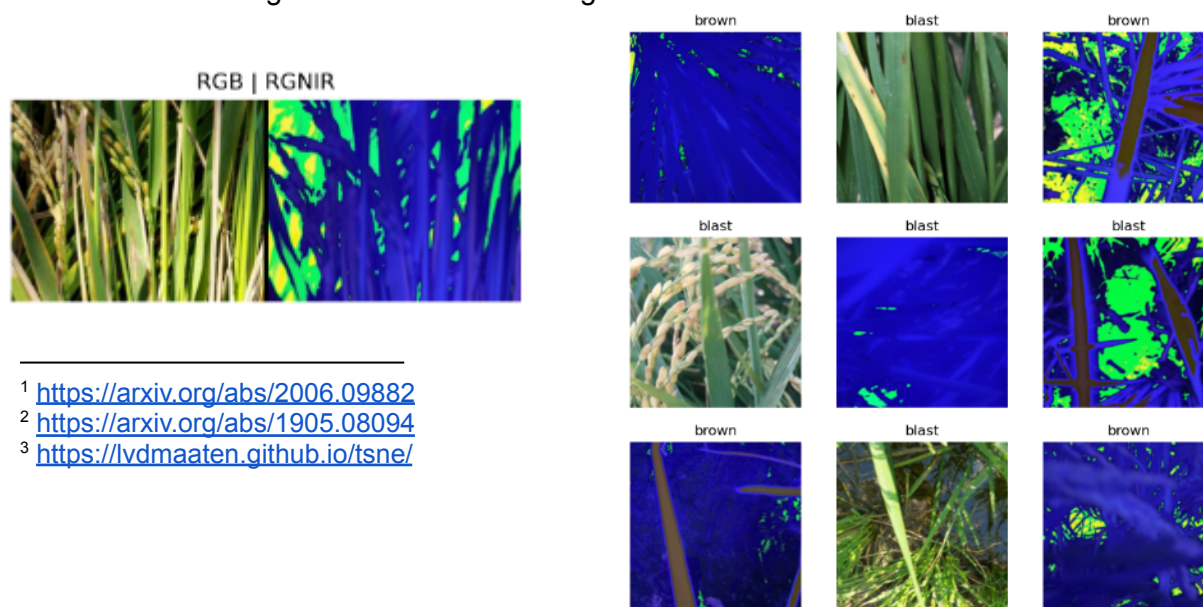 RGB | RGNIR
1 https://arxiv.org/abs/2006.09882
2 https://arxiv.org/abs/1905.08094
3 https://lvdmaaten.github.io/tsne/
brown
blast
brown
blast
blast
blast
brown
blast
brown